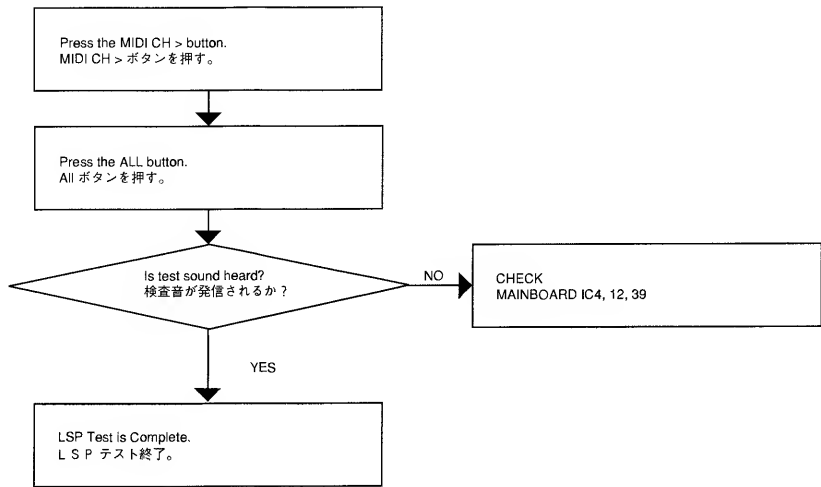 Press the MIDI CH > button.
MIDI CH > ボタンを押す。
Press the ALL button.
All ボタンを押す。
Is test sound heard?
検査音が発信されるか？
NO
CHECK
MAINBOARD IC4, 12, 39
YES
LSP Test is Complete.
ＬＳＰ テスト終了。